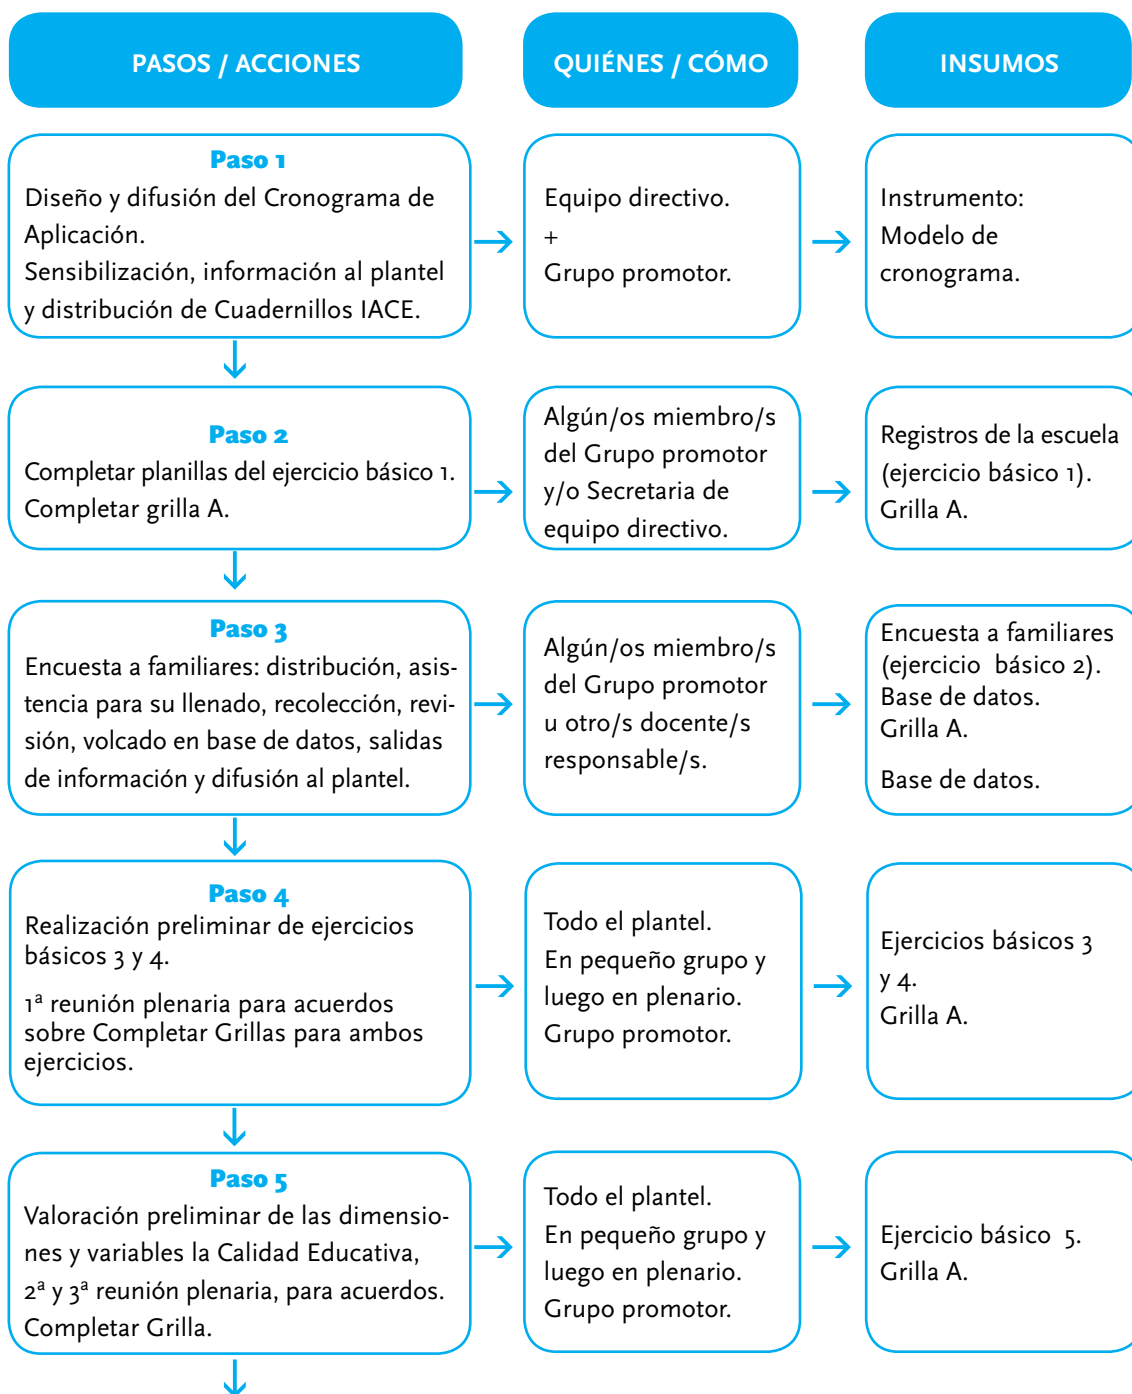 PASOS / ACCIONES
QUIÉNES / CÓMO
INSUMOS
Paso 1
Diseño y difusión del Cronograma de
Aplicación.
Sensibilización, información al plantel
y distribución de Cuadernillos IACE.
Equipo directivo.
+
Grupo promotor.
Instrumento:
Modelo de
cronograma.
Paso 2
Completar planillas del ejercicio básico 1.
Completar grilla A.
Algún/os miembro/s
del Grupo promotor
y/o Secretaria de
equipo directivo.
Registros de la escuela
(ejercicio básico 1).
Grilla A.
Paso 3
Encuesta a familiares: distribución, asis-
tencia para su llenado, recolección, revi-
sión, volcado en base de datos, salidas
de información y difusión al plantel.
Algún/os miembro/s
del Grupo promotor
u otro/s docente/s
responsable/s.
Encuesta a familiares
(ejercicio básico 2).
Base de datos.
Grilla A.
Base de datos.
Paso 4
Realización preliminar de ejercicios
básicos 3 y 4.
1ª reunión plenaria para acuerdos
sobre Completar Grillas para ambos
ejercicios.
Todo el plantel.
En pequeño grupo y
luego en plenario.
Grupo promotor.
Ejercicios básicos 3
y 4.
Grilla A.
Paso 5
Valoración preliminar de las dimensio-
nes y variables la Calidad Educativa,
2ª y 3ª reunión plenaria, para acuerdos.
Completar Grilla.
Todo el plantel.
En pequeño grupo y
luego en plenario.
Grupo promotor.
Ejercicio básico 5.
Grilla A.